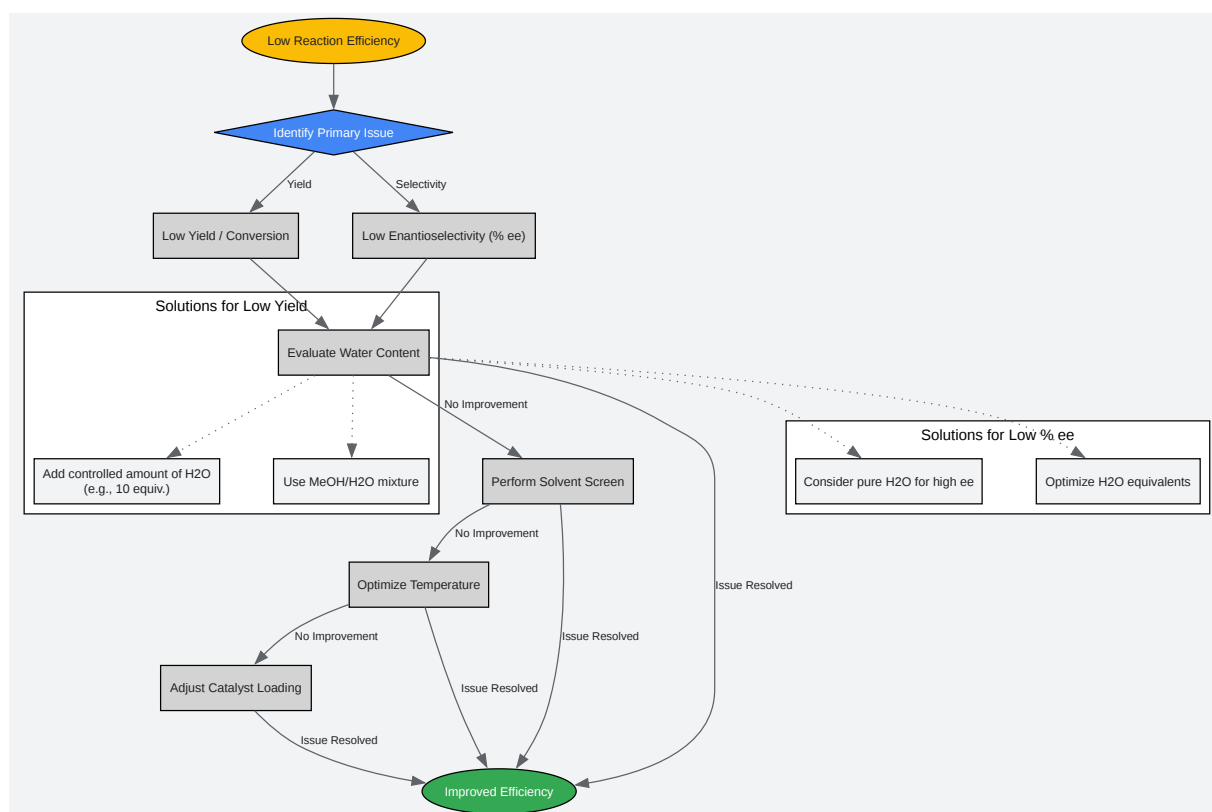 Low Reaction Efficiency
Identify Primary Issue
Yield
Selectivity
Low Yield / Conversion
Low Enantioselectivity (% ee)
Solutions for Low Yield
Evaluate Water Content
No Improvement
Solutions for Low % ee
Add controlled amount of H2O
(e.g., 10 equiv.)
Use MeOH/H2O mixture
Perform Solvent Screen
Consider pure H2O for high ee
Optimize H2O equivalents
No Improvement
Optimize Temperature
Issue Resolved
No Improvement
Issue Resolved
Adjust Catalyst Loading
Issue Resolved
Issue Resolved
Improved Efficiency